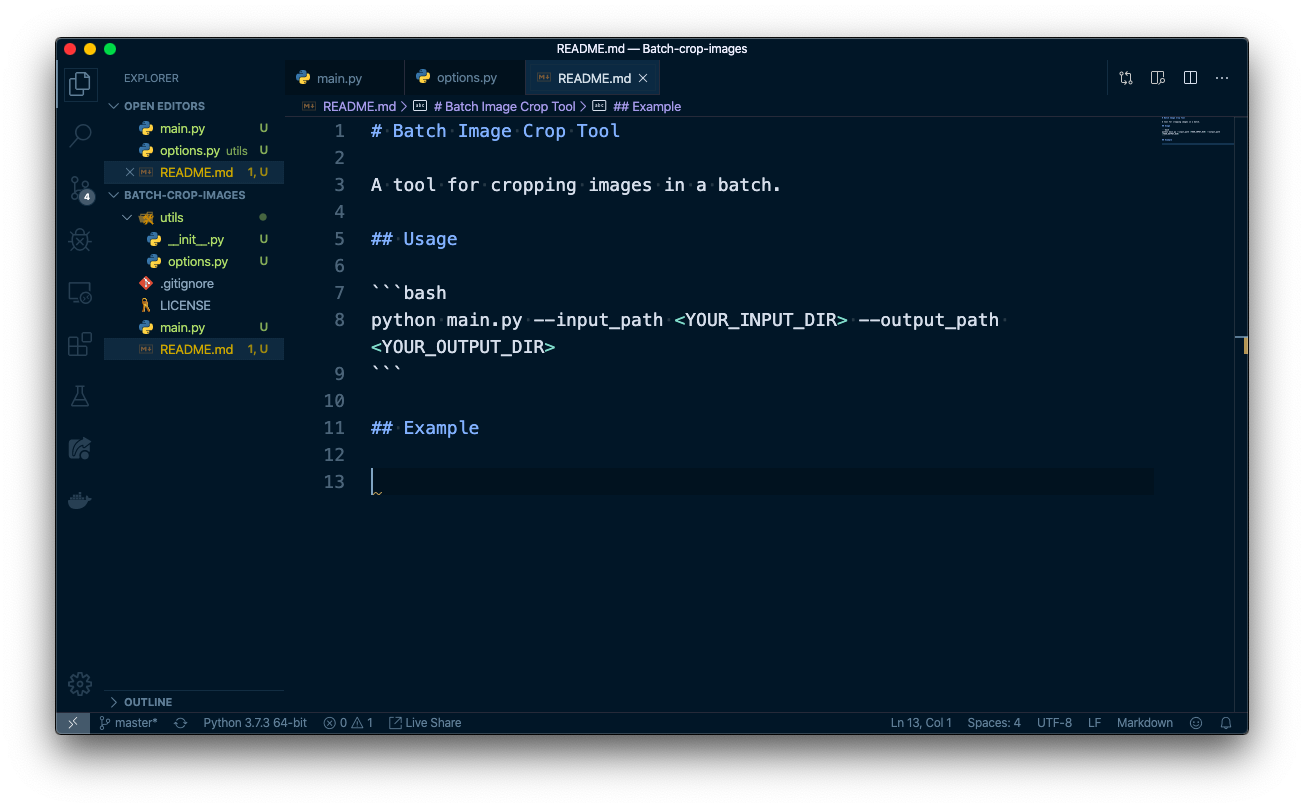 README.md — Batch-crop-images
EXPLORER
OPEN EDITORS
main.py U
options.py utils U
README.md 1, U
BATCH-CROP-IMAGES
utils
__init__.py U
options.py U
.gitignore
LICENSE
main.py U
README.md 1, U
OUTLINE
4
main.py
options.py
README.md
README.md > # Batch Image Crop Tool > ## Example
1 # Batch Image Crop Tool
2
3 A tool for cropping images in a batch.
4
5 ## Usage
6
7 ```bash
8 python main.py --input_path <YOUR_INPUT_DIR> --output_path
<YOUR_OUTPUT_DIR>
9 ```
10
11 ## Example
12
13
master* Python 3.7.3 64-bit 0 1 Live Share Ln 13, Col 1 Spaces: 4 UTF-8 LF Markdown